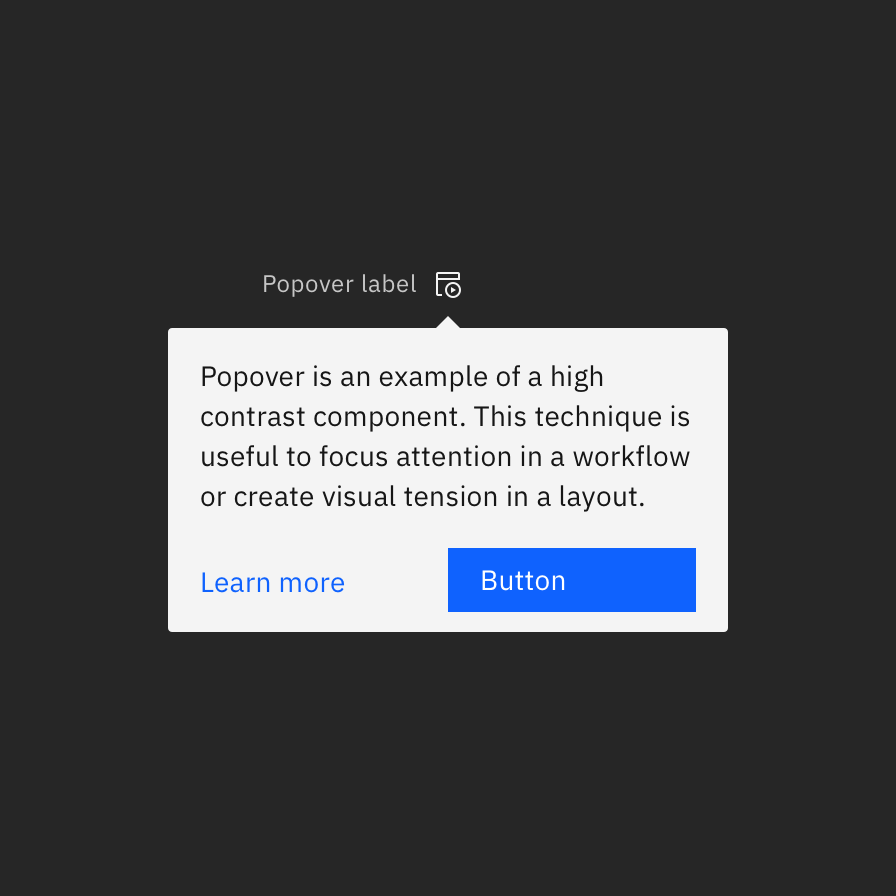 Popover label
Popover is an example of a high
contrast component. This technique is
useful to focus attention in a workflow
or create visual tension in a layout.
Learn more
Button